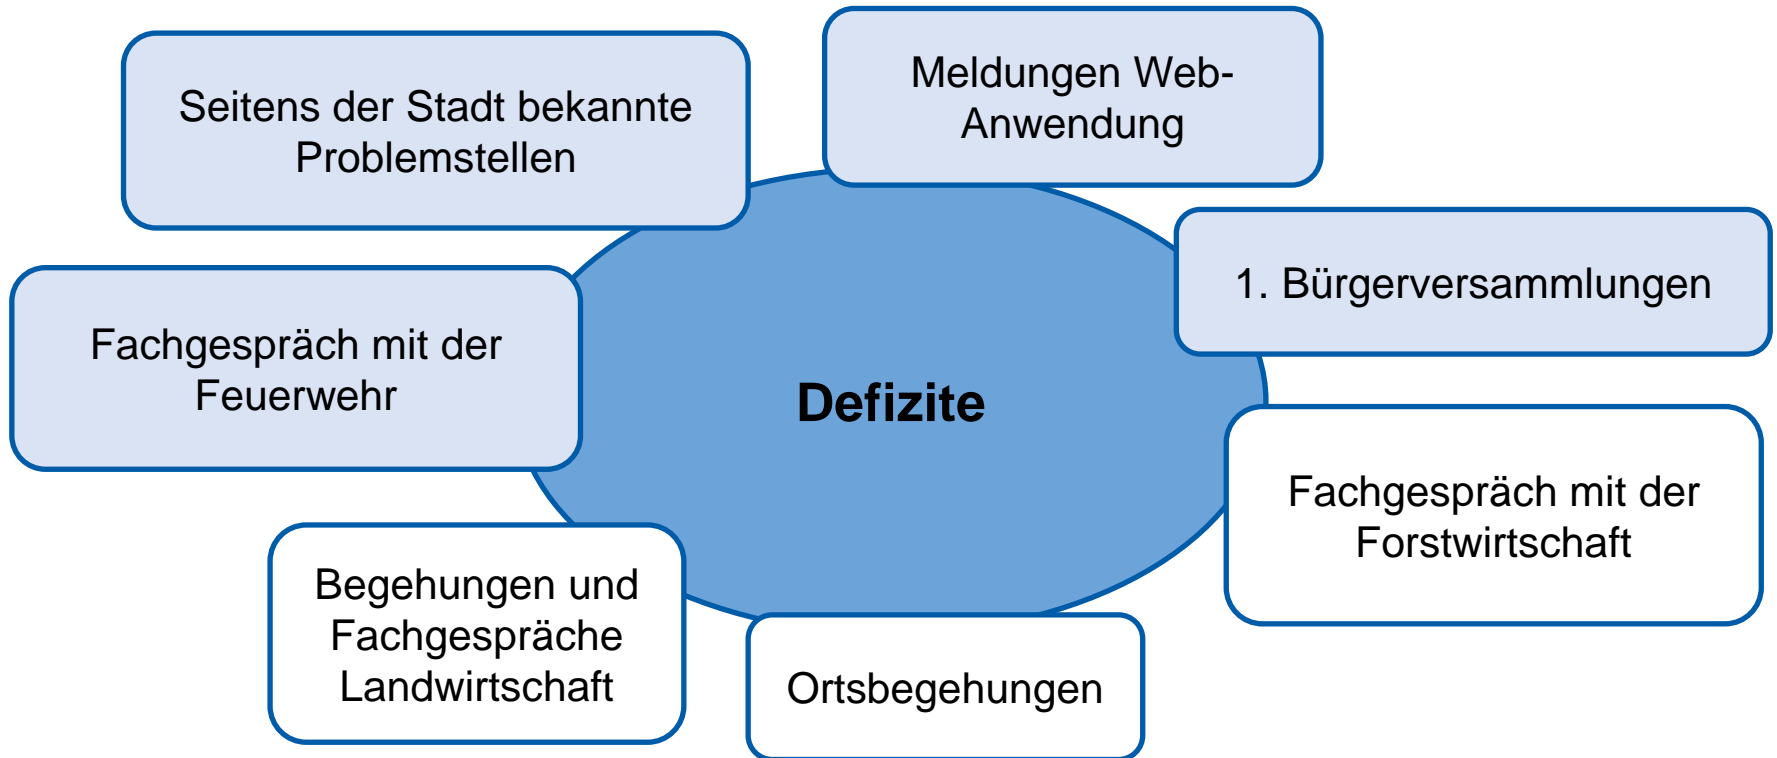 Seitens der Stadt bekannte
Problemstellen
Meldungen Web-
Anwendung
1. Bürgerversammlungen
Fachgespräch mit der
Feuerwehr
Defizite
Fachgespräch mit der
Forstwirtschaft
Begehungen und
Fachgespräche
Landwirtschaft
Ortsbegehungen